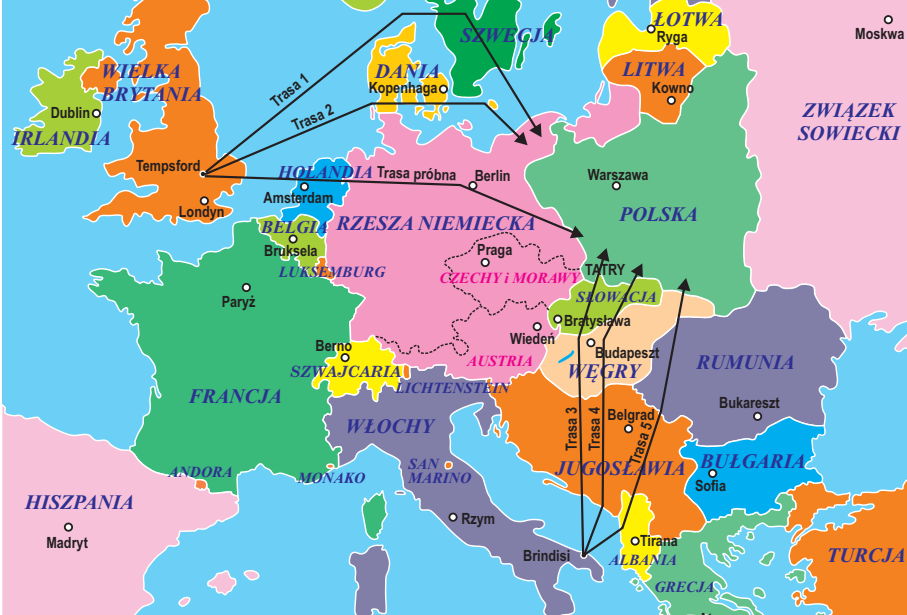 SZWECJA
ŁOTWA
Ryga
Moskwa
WIELKA
BRYTANIA
DANIA
Kopenhaga
LITWA
Kowno
Trasa 1
Dublin
IRLANDIA
Trasa 2
ZWIĄZEK
SOWIECKI
Tempsford
HOLANDIA
Trasa próbna
Berlin
Warszawa
Amsterdam
Londyn
RZESZA NIEMIECKA
POLSKA
BELGIA
Bruksela
Praga
LUKSEMBURG
CZECHY i MORAWY
TATRY
Paryż
SŁOWACJA
Bratysława
Wiedeń
Berno
Budapeszt
SZWAJCARIA
AUSTRIA
WĘGRY
RUMUNIA
LICHTENSTEIN
FRANCJA
Bukareszt
WŁOCHY
Belgrad
Trasa 3
Trasa 4
Trasa 5
JUGOSŁAWIA
BUŁGARIA
ANDORA
MONAKO
SAN
MARINO
Sofia
HISZPANIA
Madryt
Rzym
Brindisi
Tirana
ALBANIA
TURCJA
GRECJA